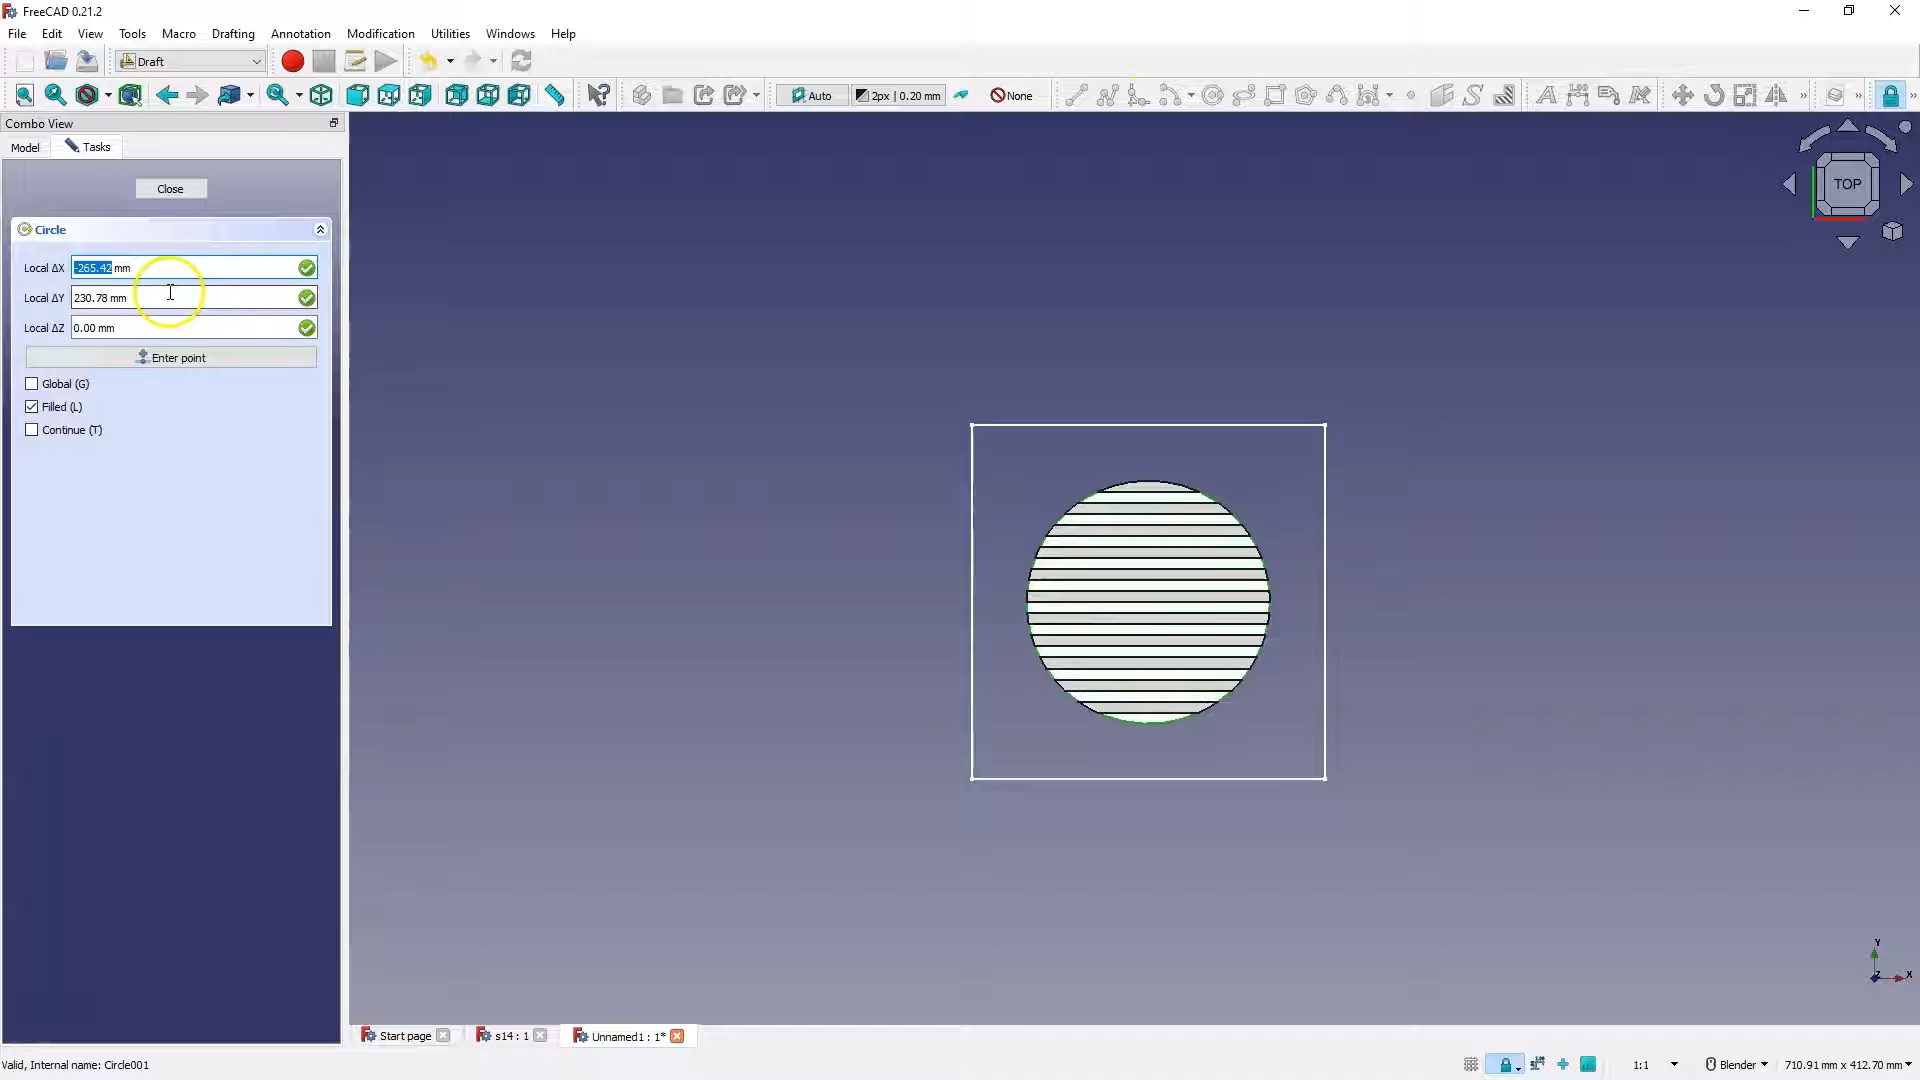 FreeCAD 0.21.2
File Edit View Tools Macro Drafting Annotation Modification Utilities Windows Help
Draft
Auto 2px | 0.20 mm None
Combo View
Model Tasks
Close
Circle
Local ΔX -265.42 mm
Local ΔY 230.78 mm
Local ΔZ 0.00 mm
Enter point
Global (G)
Filled (L)
Continue (T)
TOP
Y
Z X
Start page s14 : 1 Unnamed1 : 1*
Valid, Internal name: Circle001 1:1 Blender 710.91 mm x 412.70 mm